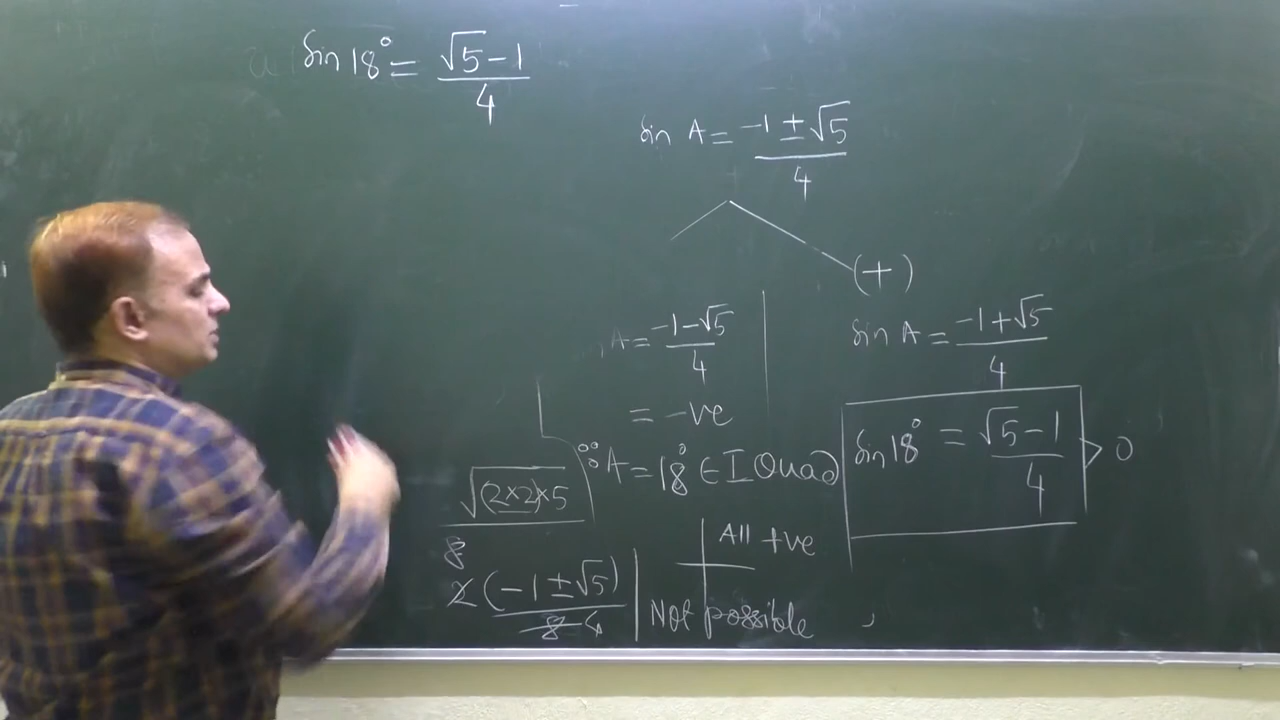 sin 18° = (√5 - 1)/4
sin A = (-1 ± √5)/4
(+)
A = (-1 - √5)/4
= -ve
sin A = (-1 + √5)/4
sin 18° = (√5 - 1)/4 > 0
∵ A = 18° ∈ I Quad
√((2×2)×5)
8
2(-1 ± √5)
8 4
All +ve
Not possible